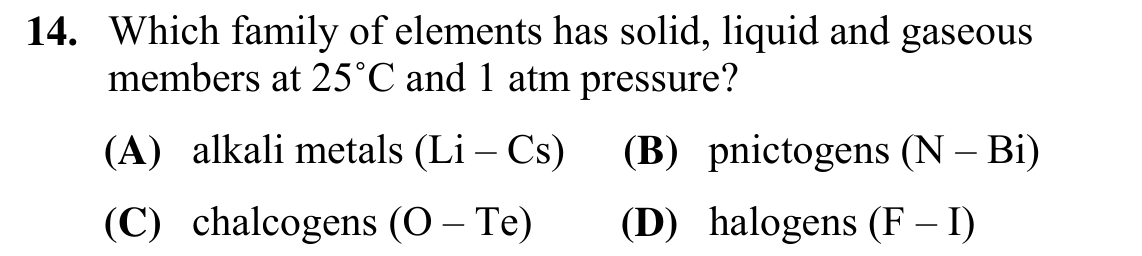 14. Which family of elements has solid, liquid and gaseous
members at 25˚C and 1 atm pressure?
(A) alkali metals (Li – Cs) (B) pnictogens (N – Bi)
(C) chalcogens (O – Te) (D) halogens (F – I)